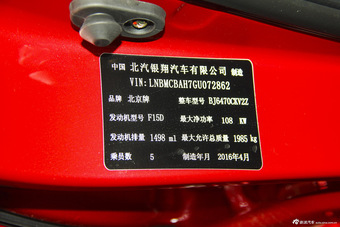 中国 北汽银翔汽车有限公司 制造
VIN:LNBMCBAH7GU072862
品牌 北京牌 整车型号 BJ6470CKV2Z
发动机型号 F15D 最大净功率 108 KW
发动机排量 1498 ml 最大允许总质量 1985 kg
乘员数 5 制造年月 2016年4月